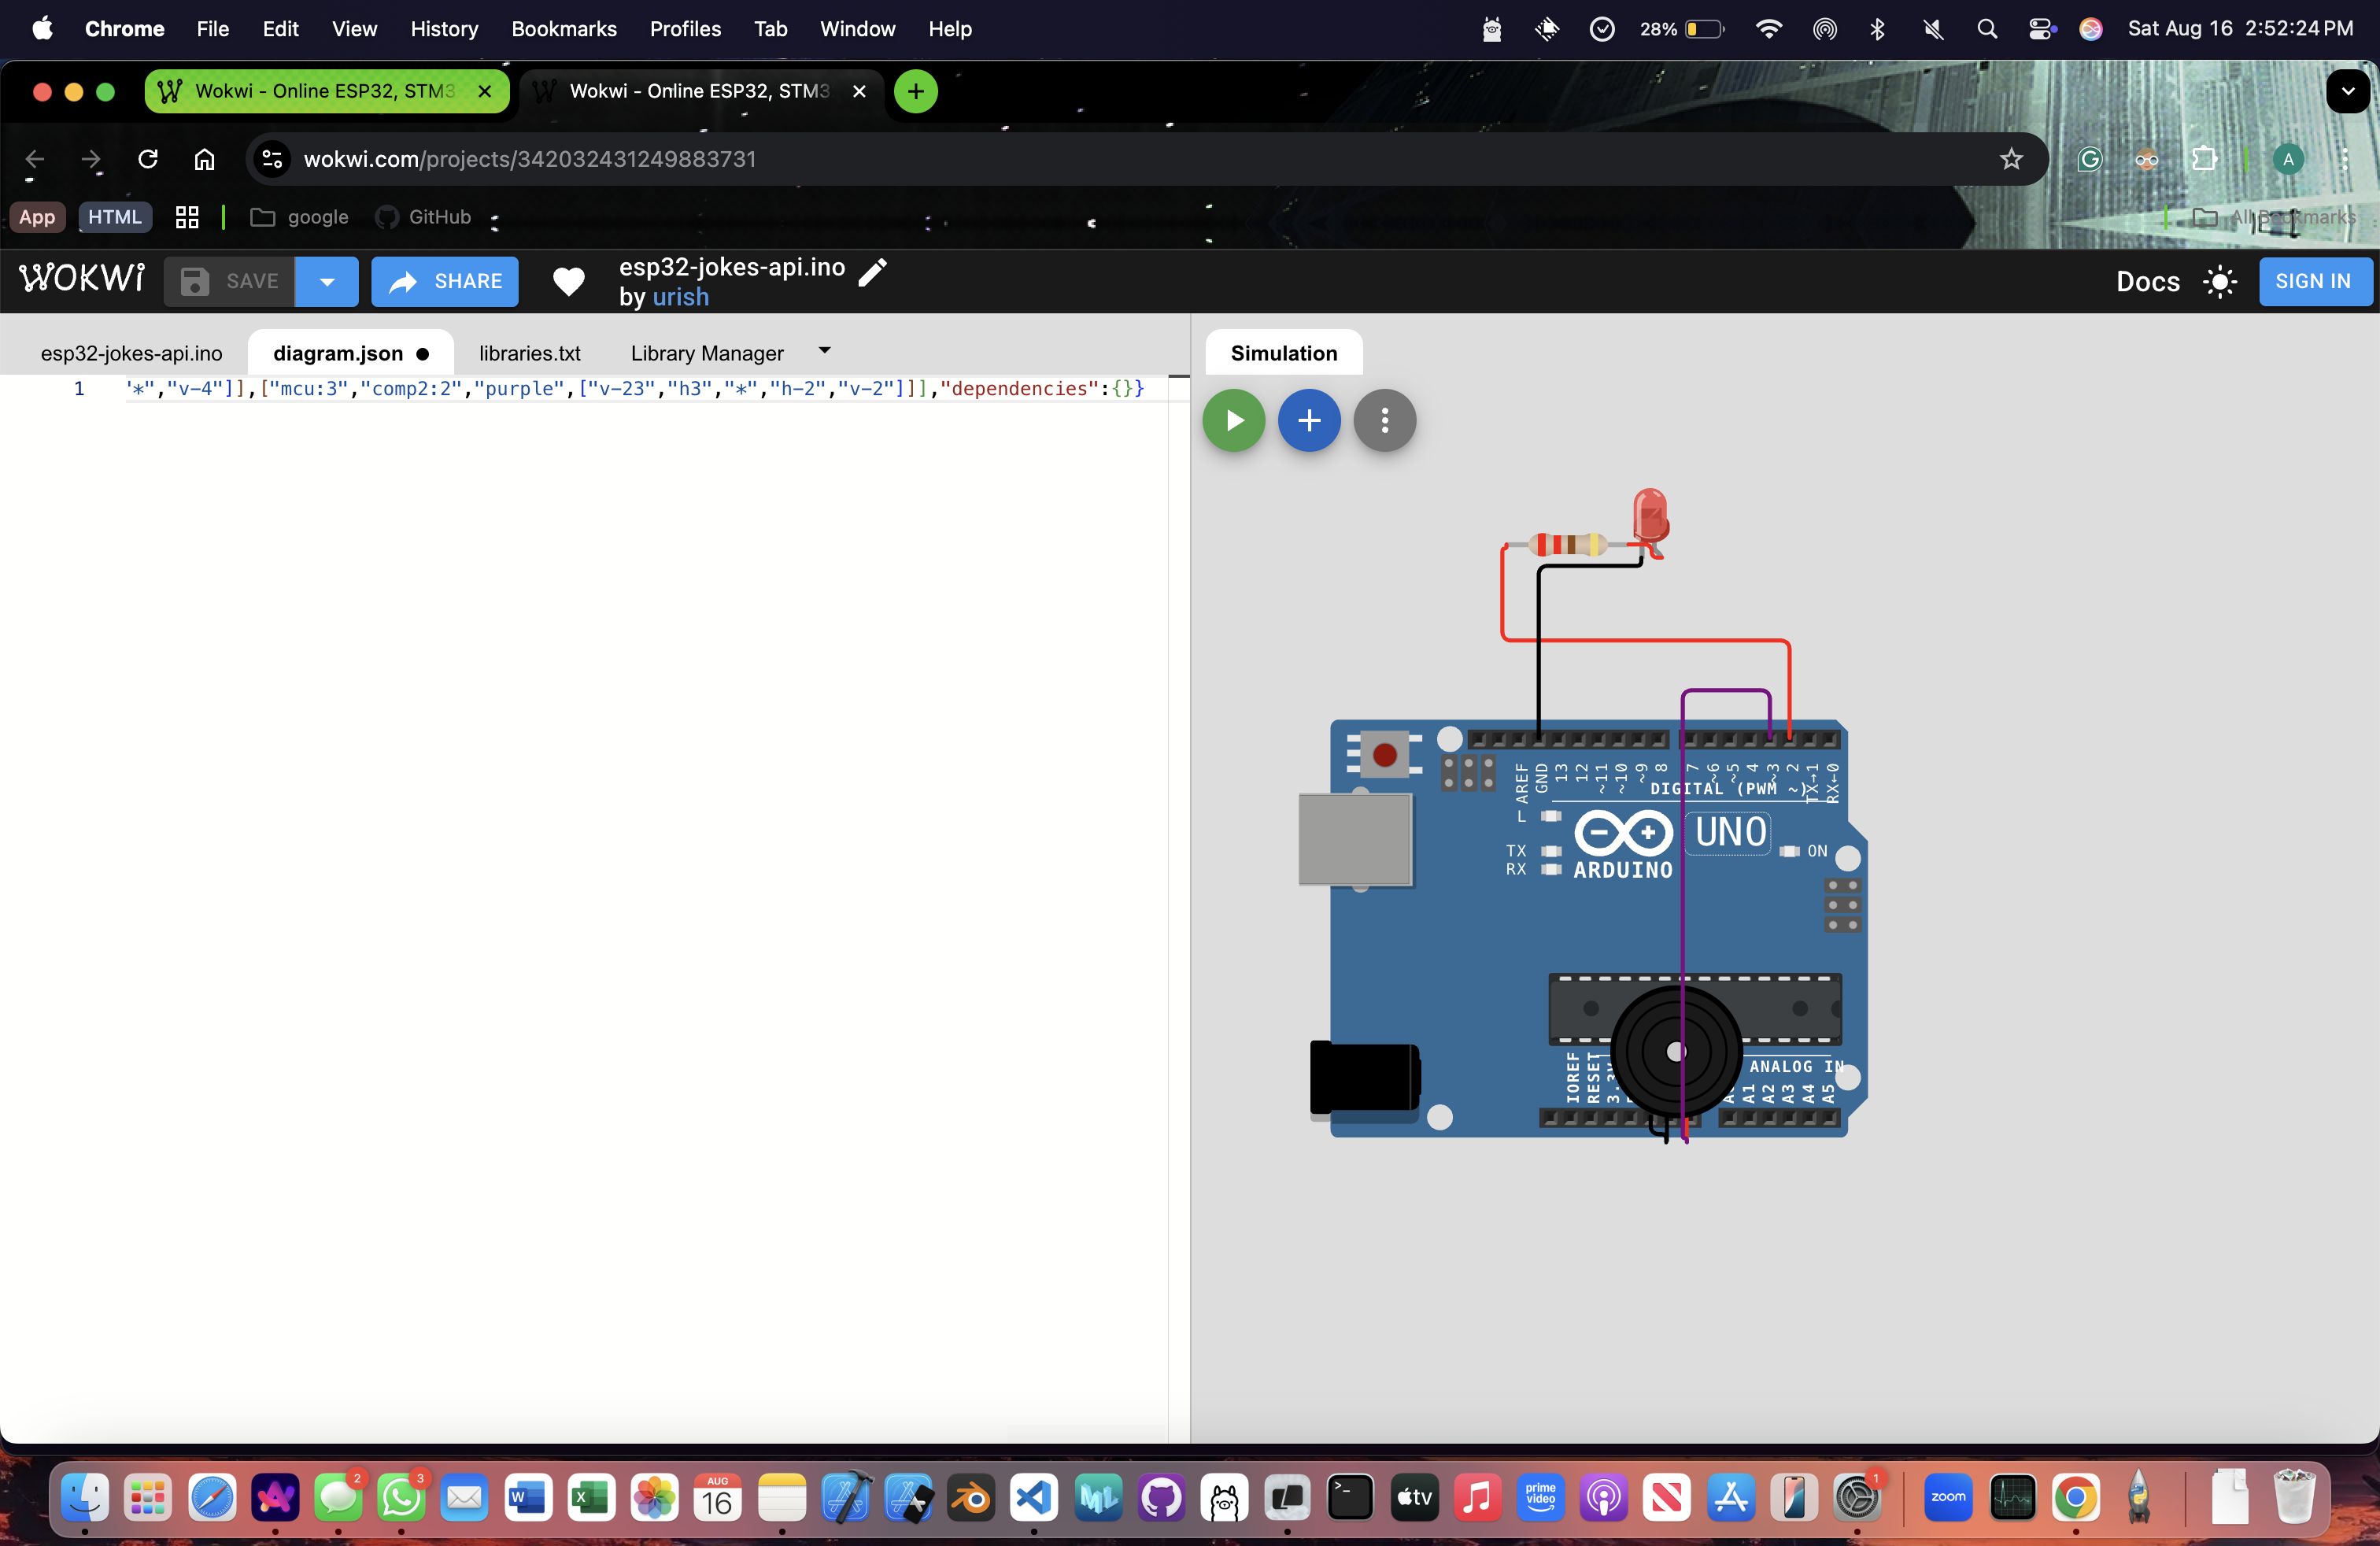 Chrome File Edit View History Bookmarks Profiles Tab Window Help 28% Sat Aug 16 2:52:24 PM
Wokwi - Online ESP32, STM3 Wokwi - Online ESP32, STM3
wokwi.com/projects/342032431249883731 A
App HTML google GitHub All Bookmarks
WOKWi SAVE SHARE esp32-jokes-api.ino Docs SIGN IN
by urish
esp32-jokes-api.ino diagram.json libraries.txt Library Manager Simulation
1 '*","v-4"]],["mcu:3","comp2:2","purple",["v-23","h3","*","h-2","v-2"]]],"dependencies":{}}
AREF GND 13 12 ~11 ~10 ~9 8 7 ~6 ~5 4 ~3 2 TX→1 RX←0
DIGITAL (PWM ~)
L
UNO
TX ON
RX ARDUINO
IOREF RESET ANALOG IN
A1 A2 A3 A4 A5
2 3 W X AUG 16 ML >_ tv prime video 1 zoom